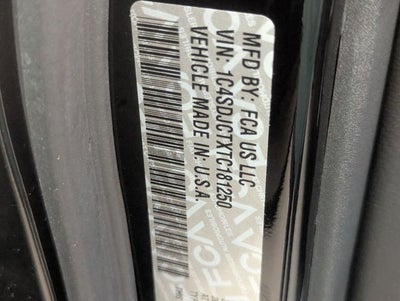 MFD BY: FCA US LLC
VIN: 1C4SDJCTXTC181250
VEHICLE MADE IN: U.S.A.